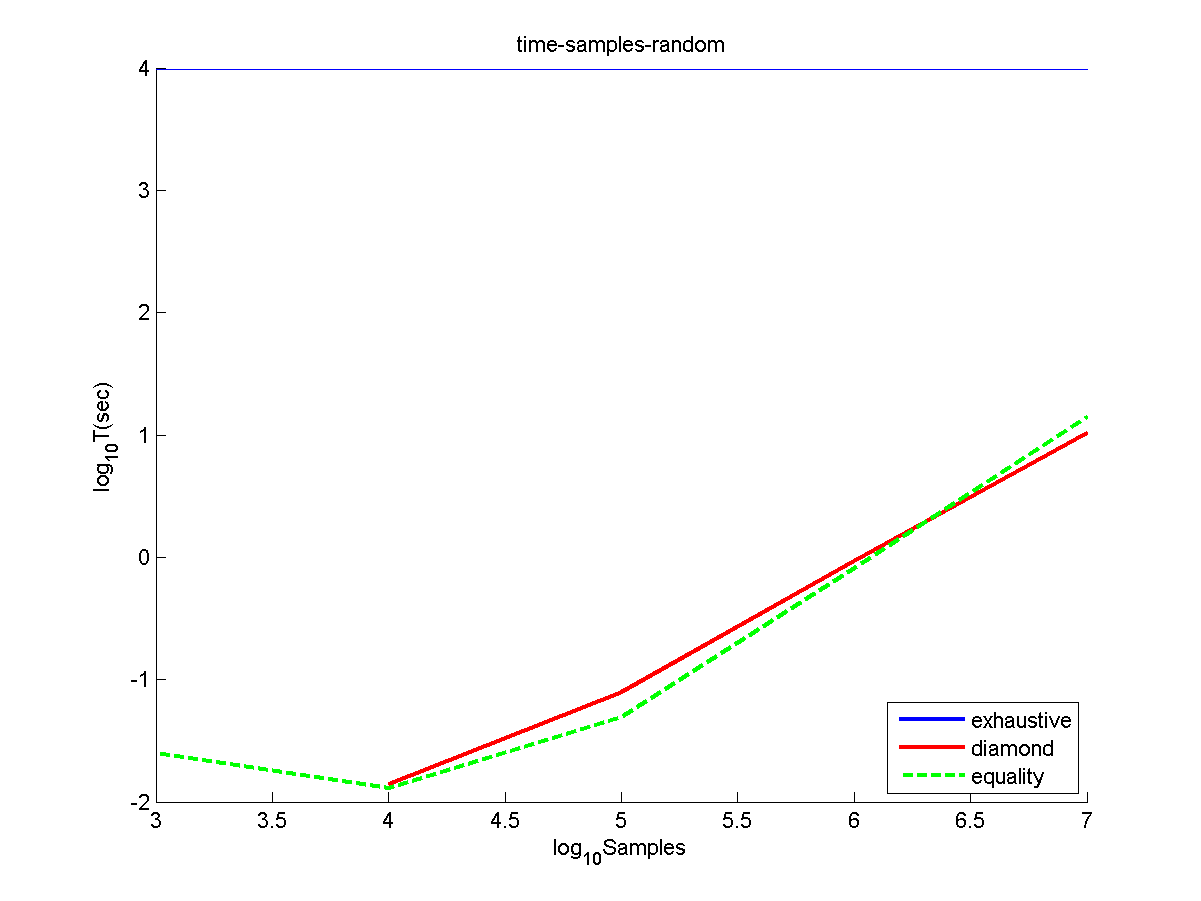 time-samples-random
4
3
2
1
0
-1
-2
log10T(sec)
3 3.5 4 4.5 5 5.5 6 6.5 7
log10Samples
exhaustive
diamond
equality